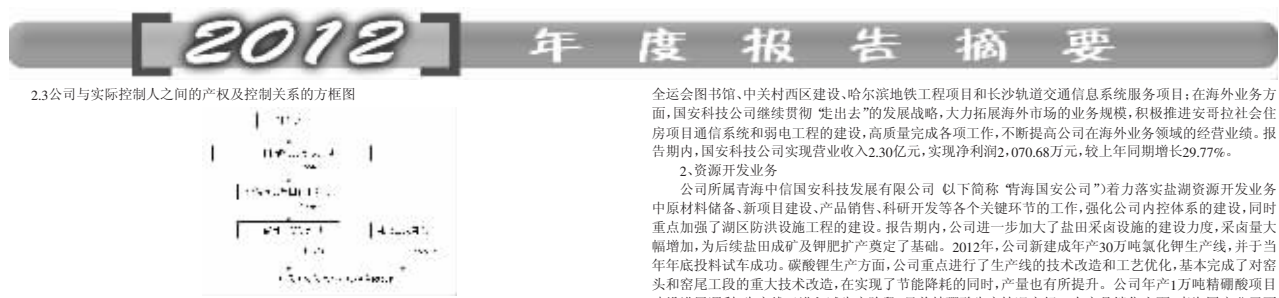 2012 年度报告摘要
2.3公司与实际控制人之间的产权及控制关系的方框图
全运会图书馆、中关村西区建设、哈尔滨地铁工程项目和长沙轨道交通信息系统服务项目；在海外业务方
面，国安科技公司继续贯彻“走出去”的发展战略，大力拓展海外市场的业务规模，积极推进安哥拉社会住
房项目通信系统和弱电工程的建设，高质量完成各项工作，不断提高公司在海外业务领域的经营业绩。报
告期内，国安科技公司实现营业收入2.30亿元，实现净利润2，070.68万元，较上年同期增长29.77%。
2、资源开发业务
公司所属青海中信国安科技发展有限公司（以下简称“青海国安公司”）着力落实盐湖资源开发业务
中原材料储备、新项目建设、产品销售、科研开发等各个关键环节的工作，强化公司内控体系的建设，同时
重点加强了湖区防洪设施工程的建设。报告期内，公司进一步加大了盐田采卤设施的建设力度，采卤量大
幅增加，为后续盐田成矿及钾肥扩产奠定了基础。2012年，公司新建成年产30万吨氯化钾生产线，并于当
年年底投料试车成功。碳酸锂生产方面，公司重点进行了生产线的技术改造和工艺优化，基本完成了对窑
头和窑尾工段的重大技术改造，在实现了节能降耗的同时，产量也有所提升。公司年产1万吨精硼酸项目